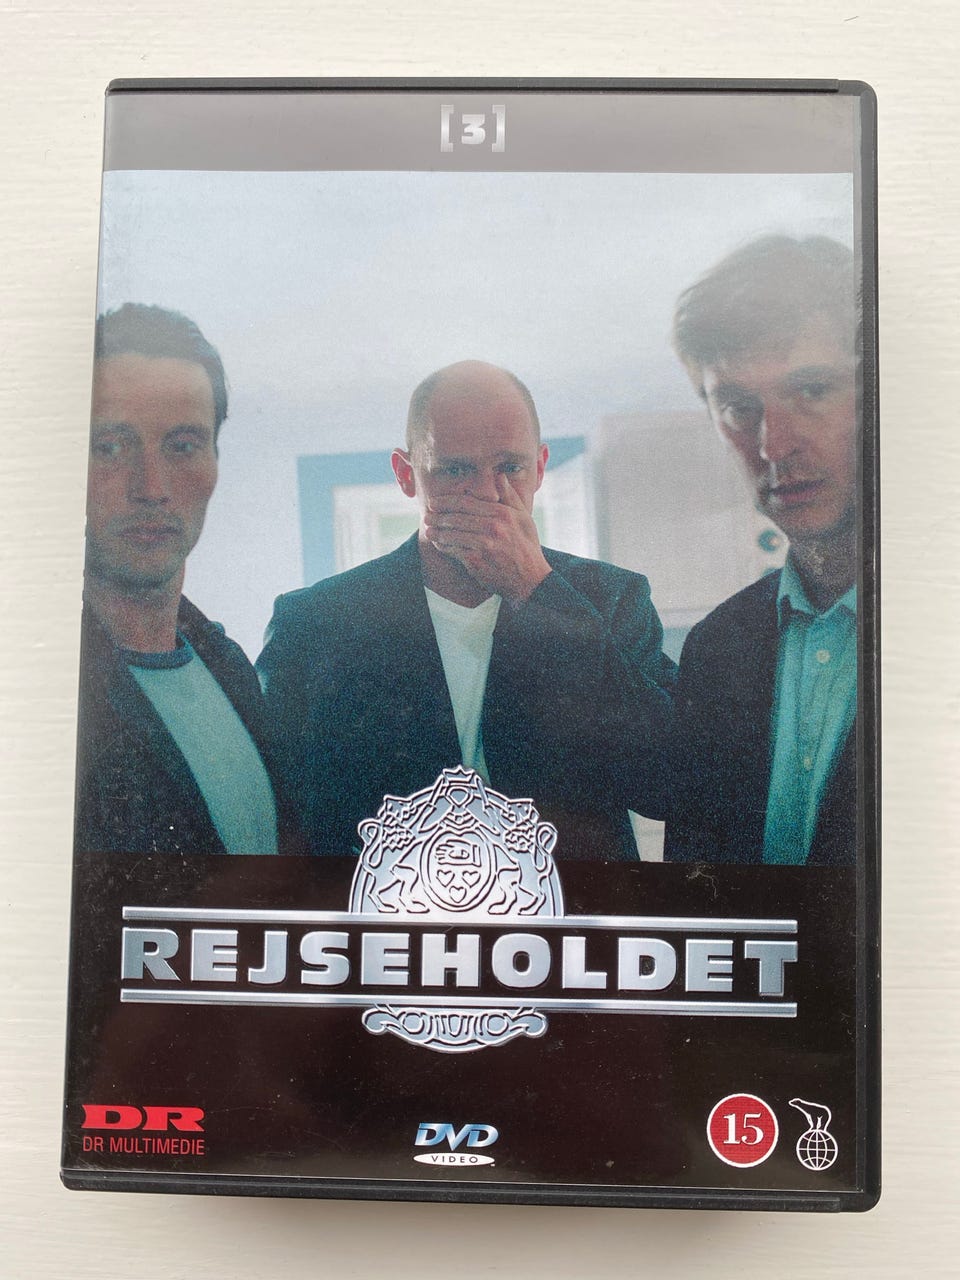 [3]
REJSEHOLDET
DR
DR MULTIMEDIE
DVD
VIDEO
15